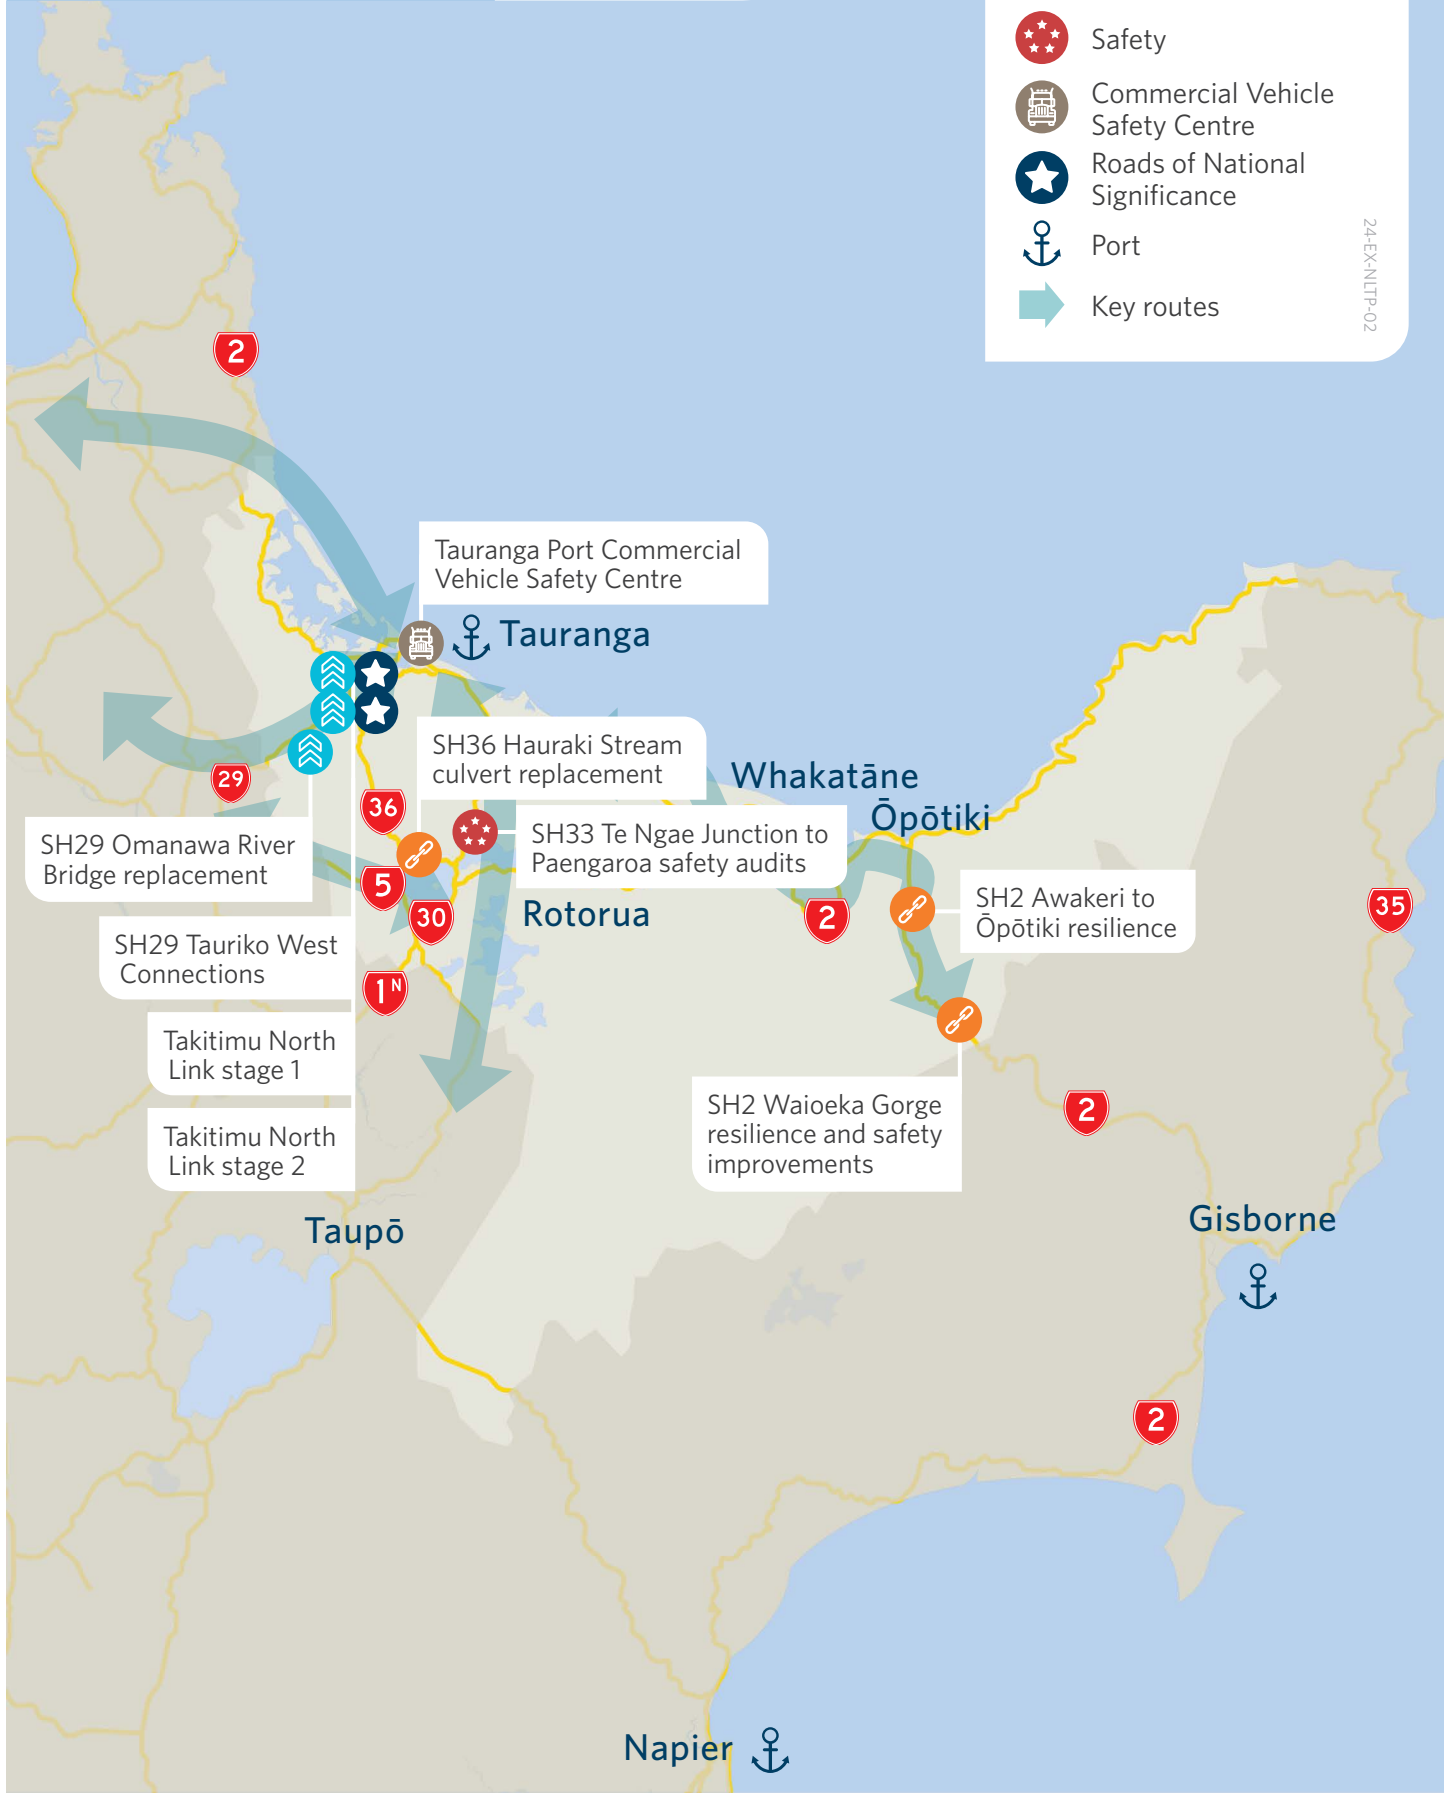 Safety
Commercial Vehicle
Safety Centre
Roads of National
Significance
Port
Key routes
24-EX-NLTP-02
2
Tauranga Port Commercial
Vehicle Safety Centre
Tauranga
SH36 Hauraki Stream
culvert replacement
Whakatāne
Ōpōtiki
29
36
SH33 Te Ngae Junction to
Paengaroa safety audits
SH29 Omanawa River
Bridge replacement
5
30
Rotorua
2
SH2 Awakeri to
Ōpōtiki resilience
35
SH29 Tauriko West
Connections
1N
Takitimu North
Link stage 1
SH2 Waioeka Gorge
resilience and safety
improvements
2
Takitimu North
Link stage 2
Taupō
Gisborne
2
Napier